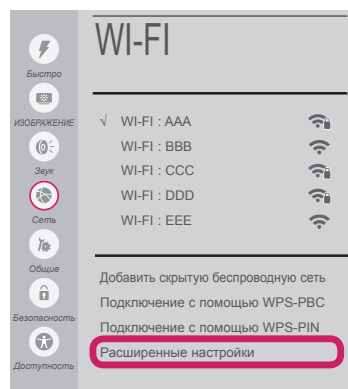 WI-FI
Быстро
ИЗОБРАЖЕНИЕ
Звук
Сеть
Общие
Безопасность
Доступность
√ WI-FI : AAA
WI-FI : BBB
WI-FI : CCC
WI-FI : DDD
WI-FI : EEE
Добавить скрытую беспроводную сеть
Подключение с помощью WPS-PBC
Подключение с помощью WPS-PIN
Расширенные настройки